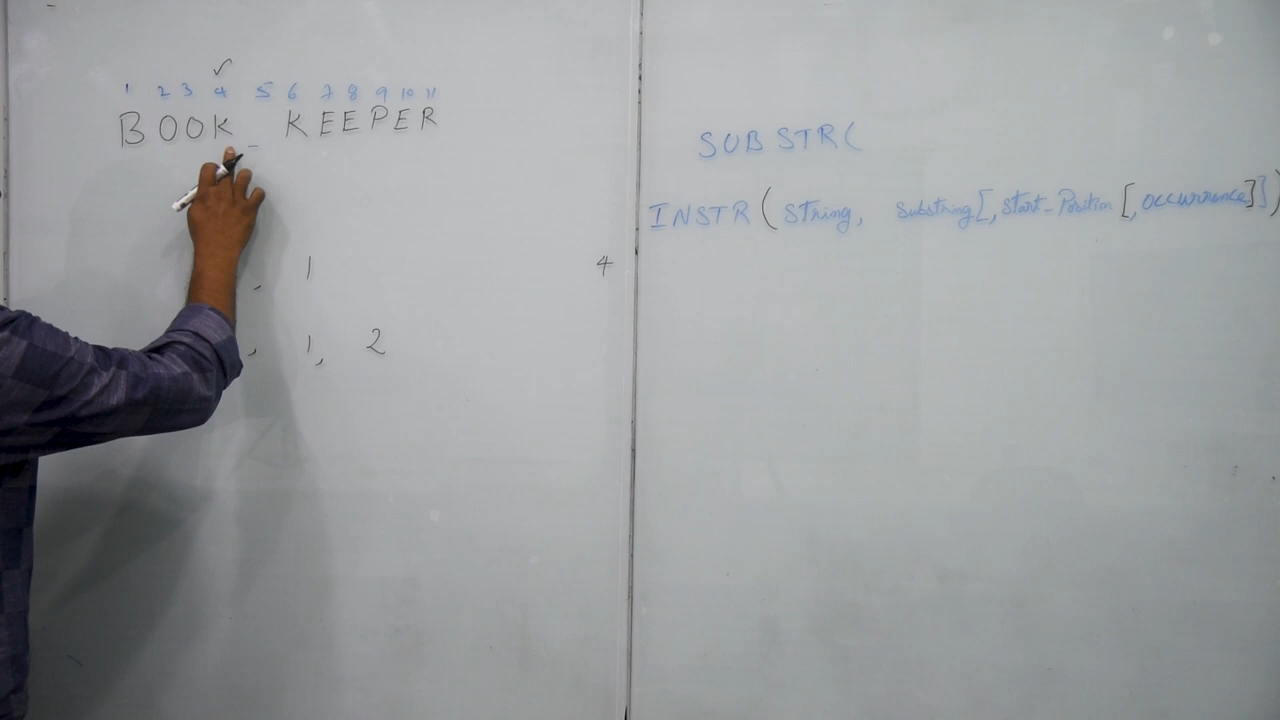 ✓
1 2 3 4 5 6 7 8 9 10 11
BOOK _ KEEPER
, 1 4
, 1, 2
SUBSTR(
INSTR(String, Substring[,Start_Position[,occurrence]])